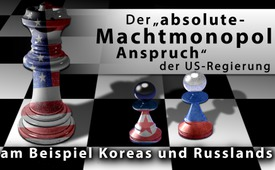 Der „absolute-
Machtmonopol
Anspruch“
der US-Regierung
am Beispiel Koreas und Russlands